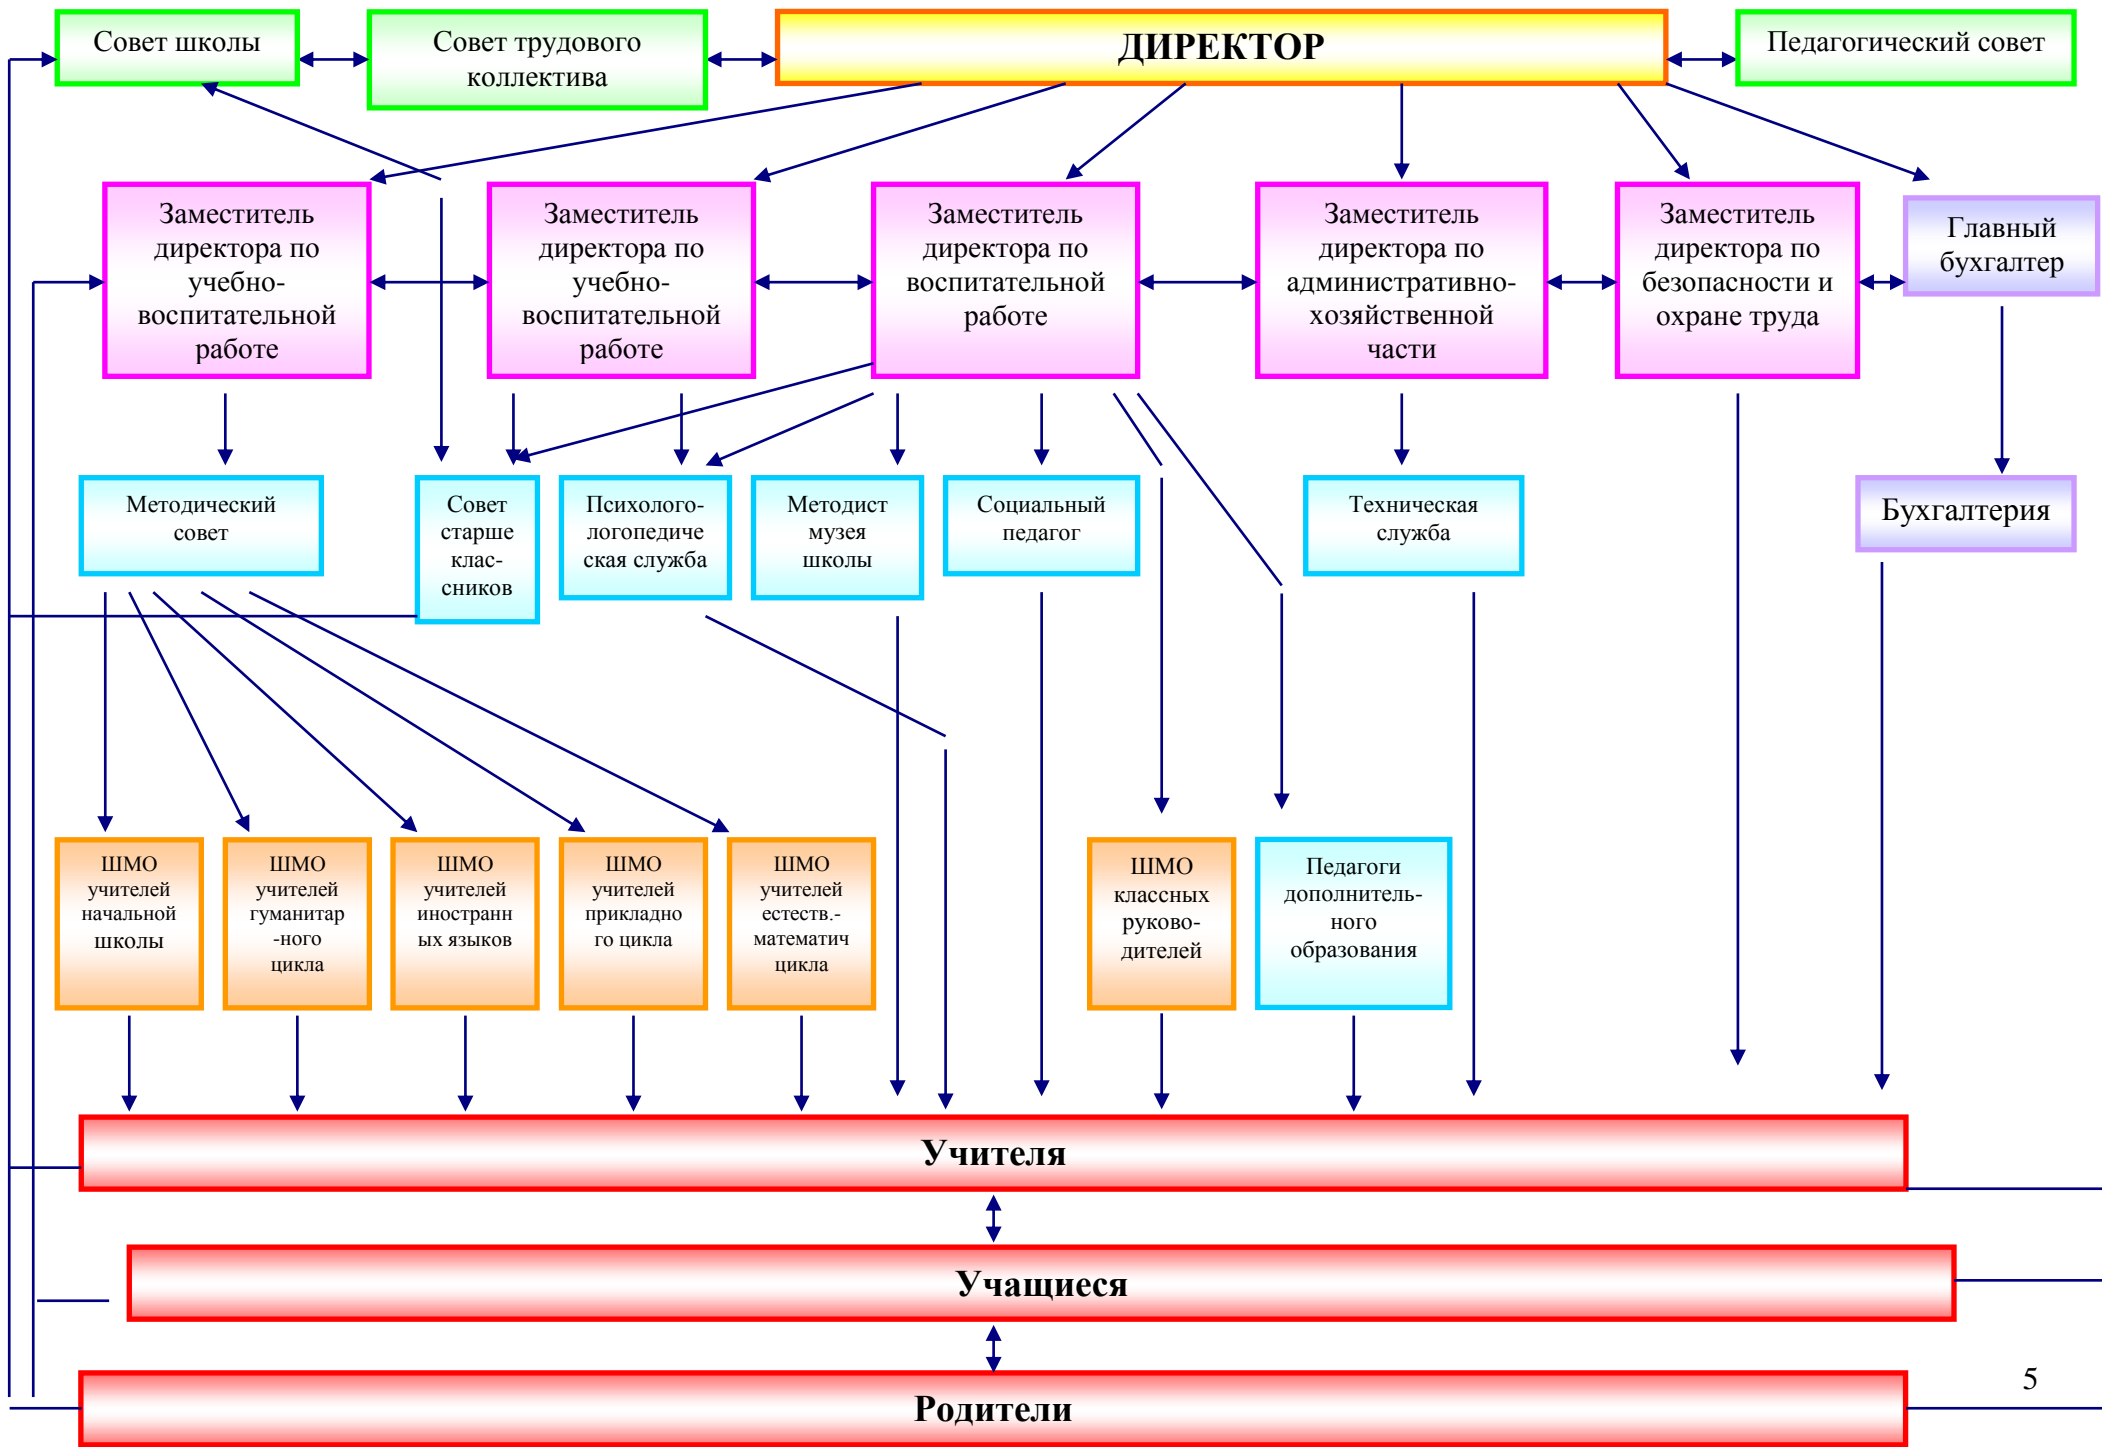 Совет школы
Совет трудового
коллектива
ДИРЕКТОР
Педагогический совет
Заместитель
директора по
учебно-
воспитательной
работе
Заместитель
директора по
учебно-
воспитательной
работе
Заместитель
директора по
воспитательной
работе
Заместитель
директора по
административно-
хозяйственной
части
Заместитель
директора по
безопасности и
охране труда
Главный
бухгалтер
Методический
совет
Совет
старше
клас-
сников
Психолого-
логопедиче
ская служба
Методист
музея
школы
Социальный
педагог
Техническая
служба
Бухгалтерия
ШМО
учителей
начальной
школы
ШМО
учителей
гуманитар
-ного
цикла
ШМО
учителей
иностранн
ых языков
ШМО
учителей
прикладно
го цикла
ШМО
учителей
естеств.-
математич
цикла
ШМО
классных
руково-
дителей
Педагоги
дополнитель-
ного
образования
Учителя
Учащиеся
Родители
5